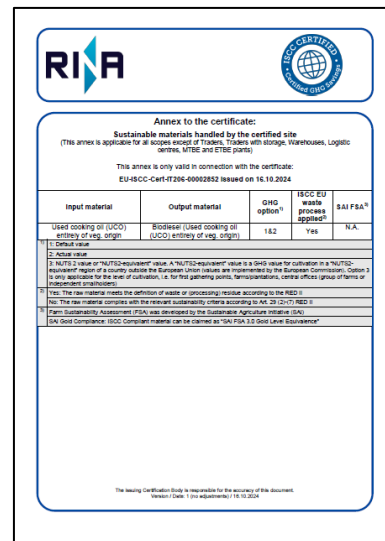 RINA
ISCC CERTIFIED
Certified GHG Savings
Annex to the certificate:
Sustainable materials handled by the certified site
(This annex is applicable for all scopes except of Traders, Traders with storage, Warehouses, Logistic
centres, MTBE and ETBE plants)
This annex is only valid in connection with the certificate:
EU-ISCC-Cert-IT206-00002852 issued on 16.10.2024
Input material Output material GHG option1) ISCC EU waste process applied2) SAI FSA3)
Used cooking oil (UCO) entirely of veg. origin Biodiesel (Used cooking oil (UCO) entirely of veg. origin) 1&2 Yes N.A.
1) 1: Default value
2: Actual value
3: NUTS 2 value or "NUTS2-equivalent" value. A "NUTS2-equivalent" value is a GHG value for cultivation in a "NUTS2-
equivalent" region of a country outside the European Union (values are implemented by the European Commission). Option 3
is only applicable for the level of cultivation, i.e. for first gathering points, farms/plantations, central offices (group of farms or
independent smallholders)
2) Yes: The raw material meets the definition of waste or (processing) residue according to the RED II
No: The raw material complies with the relevant sustainability criteria according to Art. 29 (2)-(7) RED II
3) Farm Sustainability Assessment (FSA) was developed by the Sustainable Agriculture Initiative (SAI)
SAI Gold Compliance: ISCC Compliant material can be claimed as "SAI FSA 3.0 Gold Level Equivalence"
The Issuing Certification Body is responsible for the accuracy of this document.
Version / Date: 1 (no adjustments) / 16.10.2024